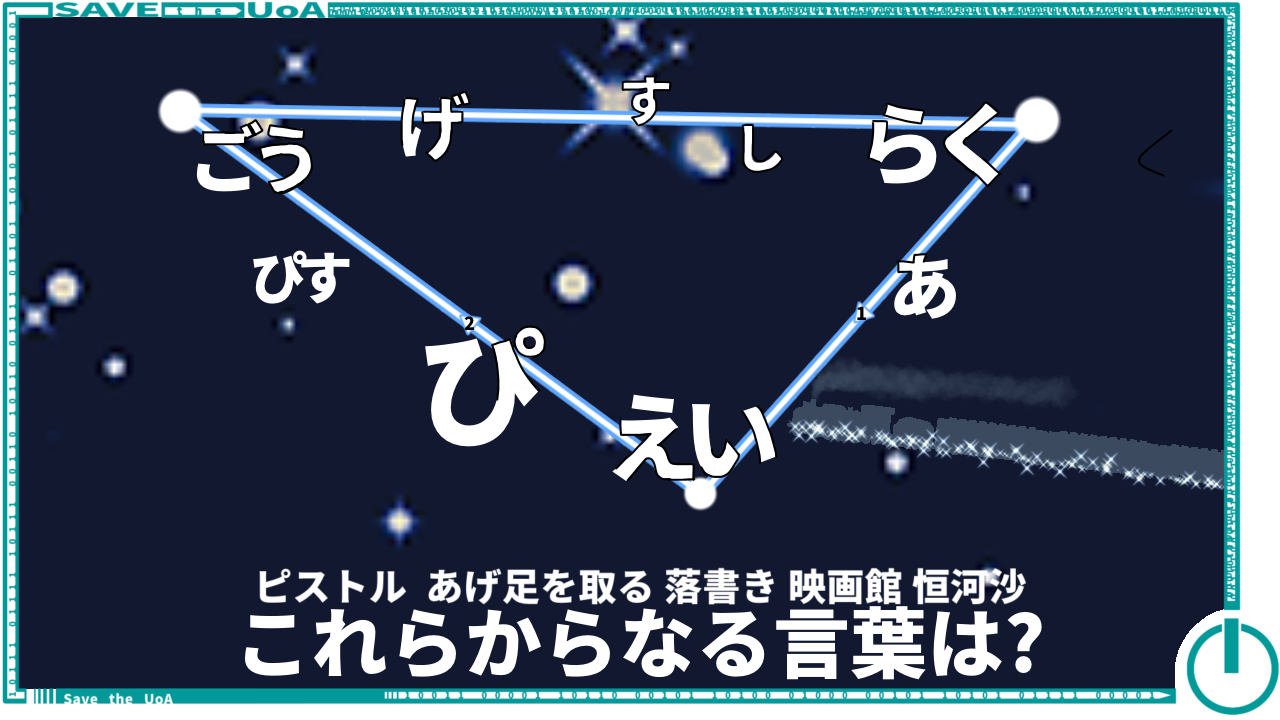 SAVE the UoA
す
げ
し
らく
ごう
ぴす
あ
1
2
ぴ
えい
ピストル あげ足を取る 落書き 映画館 恒河沙
これらからなる言葉は?
Save the UoA